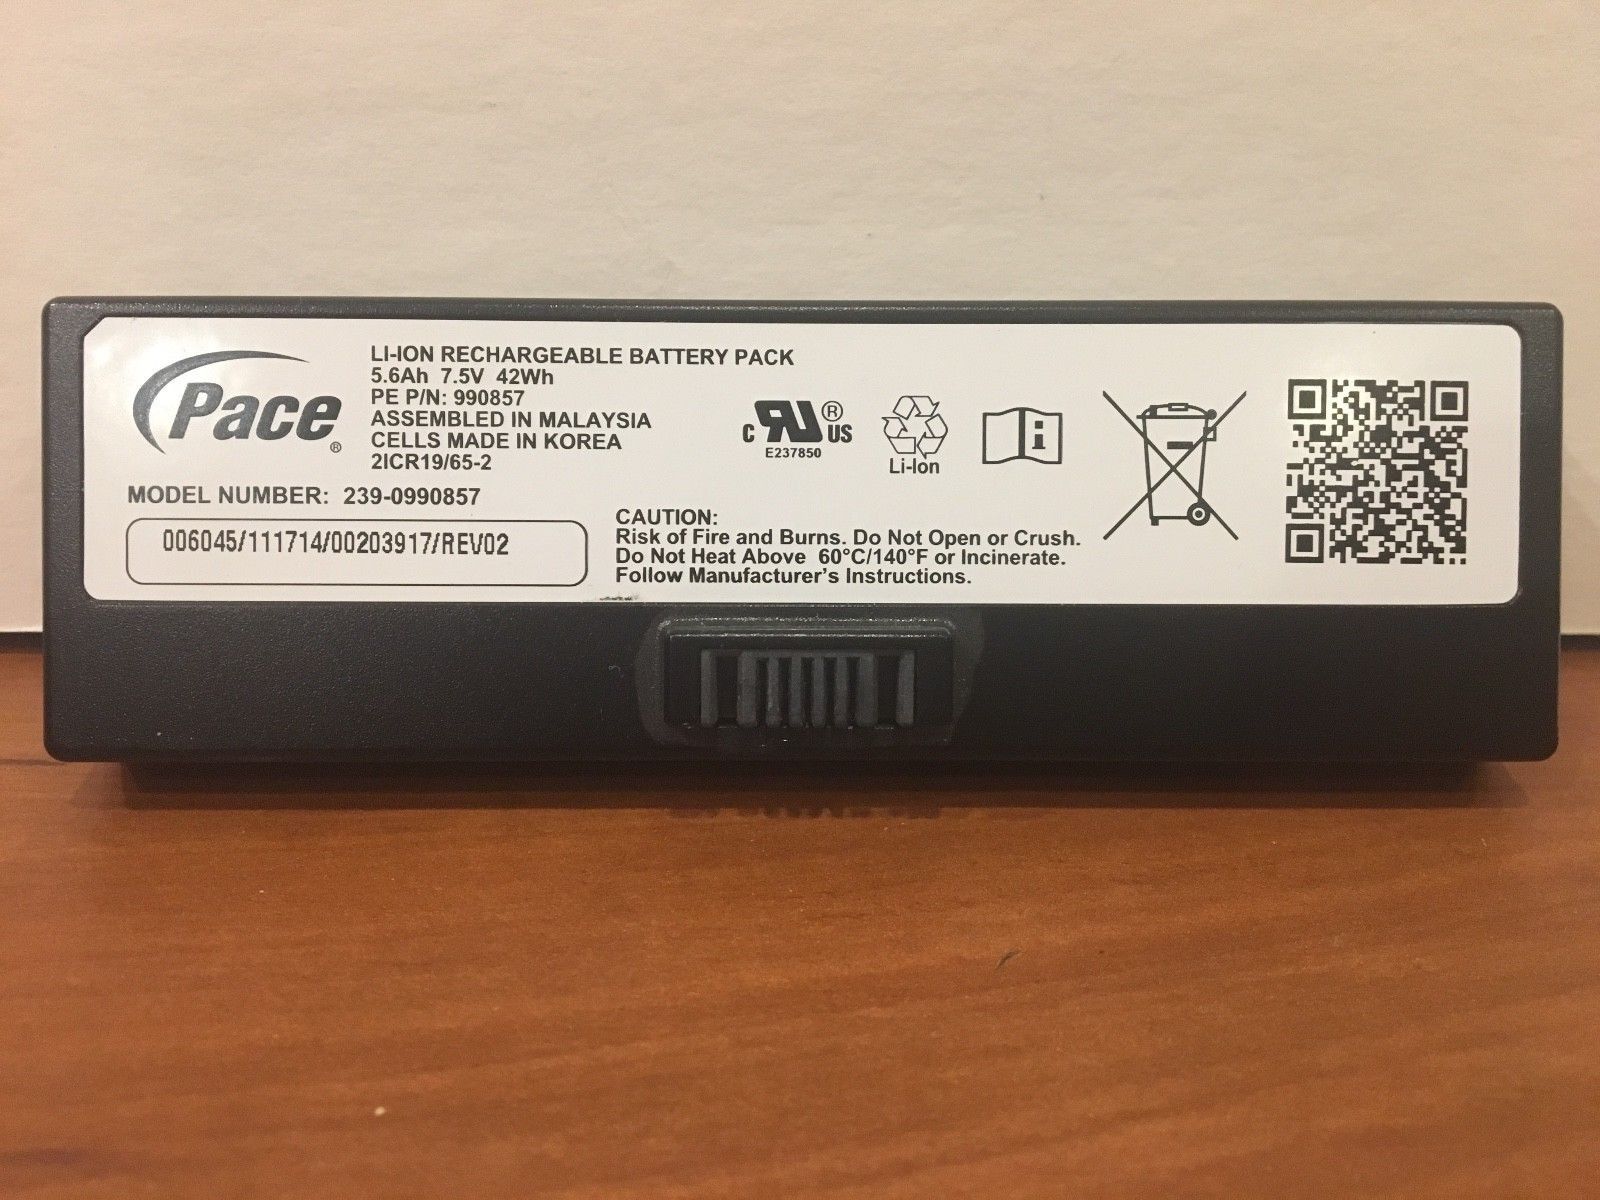 Pace®
LI-ION RECHARGEABLE BATTERY PACK
5.6Ah 7.5V 42Wh
PE P/N: 990857
ASSEMBLED IN MALAYSIA
CELLS MADE IN KOREA
2ICR19/65-2
MODEL NUMBER: 239-0990857
006045/111714/00203917/REV02
C RU® US
E237850
Li-Ion
i
CAUTION:
Risk of Fire and Burns. Do Not Open or Crush.
Do Not Heat Above 60°C/140°F or Incinerate.
Follow Manufacturer's Instructions.